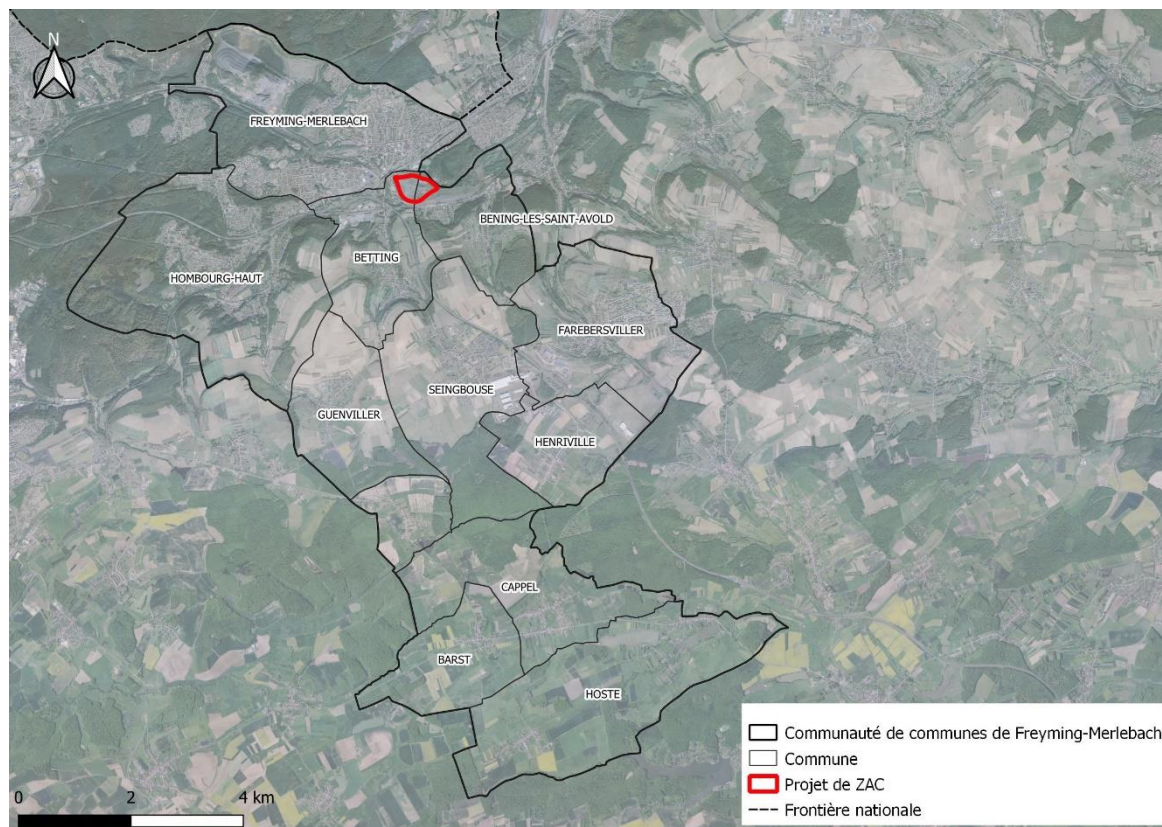 N
FREYMING-MERLEBACH
BENING-LES-SAINT-AVOLD
BETTING
HOMBOURG-HAUT
FAREBERSVILLER
SEINGBOUSE
GUENVILLER
HENRIVILLE
CAPPEL
BARST
HOSTE
Communauté de communes de Freyming-Merlebach
Commune
Projet de ZAC
Frontière nationale
0 2 4 km